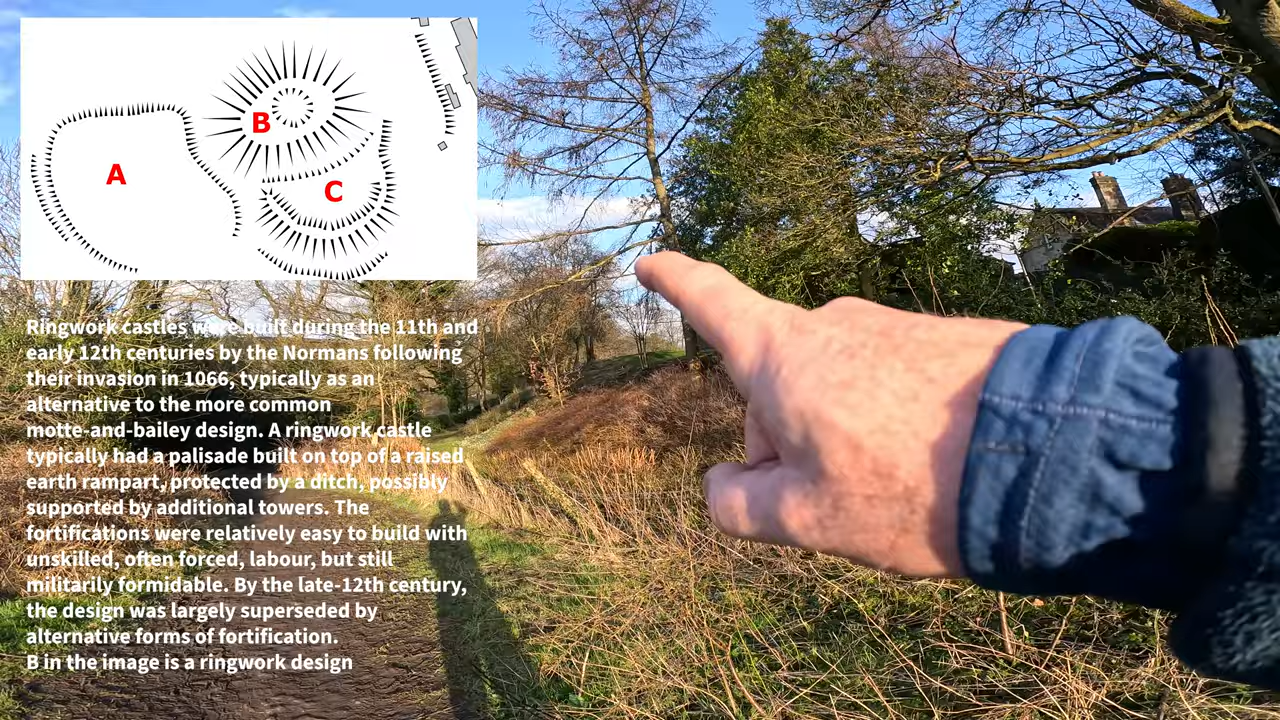 A
B
C
Ringwork castles were built during the 11th and
early 12th centuries by the Normans following
their invasion in 1066, typically as an
alternative to the more common
motte-and-bailey design. A ringwork castle
typically had a palisade built on top of a raised
earth rampart, protected by a ditch, possibly
supported by additional towers. The
fortifications were relatively easy to build with
unskilled, often forced, labour, but still
militarily formidable. By the late-12th century,
the design was largely superseded by
alternative forms of fortification.
B in the image is a ringwork design